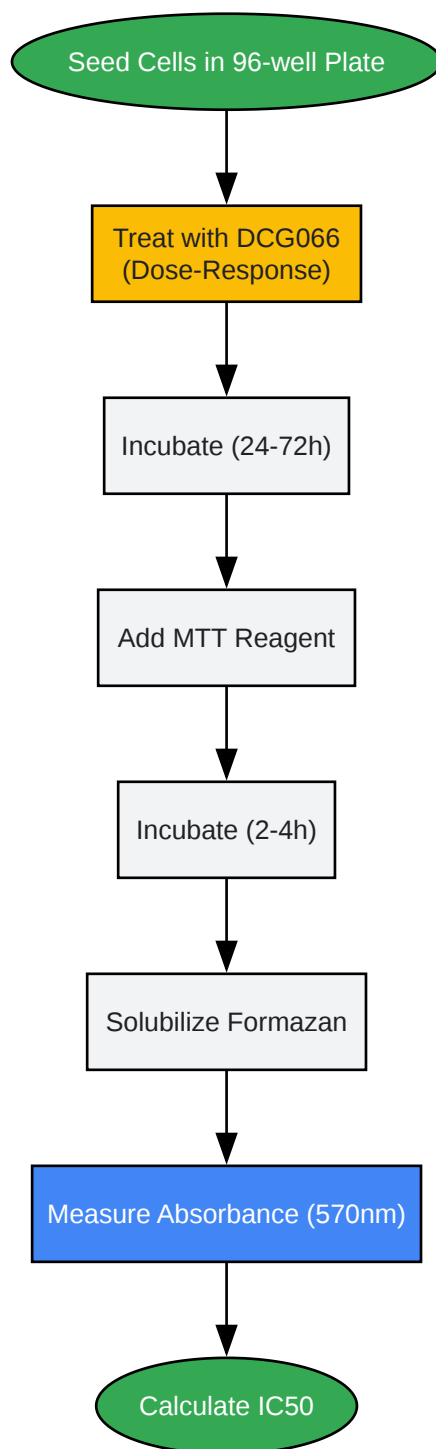 Seed Cells in 96-well Plate
Treat with DCG066
(Dose-Response)
Incubate (24-72h)
Add MTT Reagent
Incubate (2-4h)
Solubilize Formazan
Measure Absorbance (570nm)
Calculate IC50